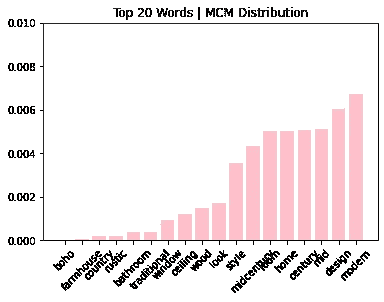 Top 20 Words | MCM Distribution
0.010
0.008
0.006
0.004
0.002
0.000
boho
farmhouse
country
rustic
bathroom
traditional
window
ceiling
wood
look
style
midcentury
room
home
century
mid
design
modern